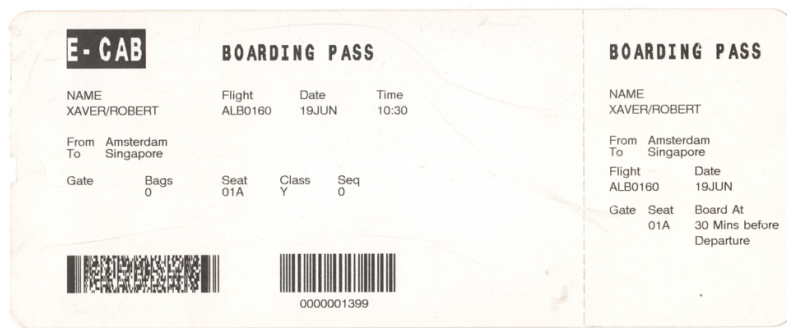 E-CAB BOARDING PASS
NAME Flight Date Time
XAVER/ROBERT ALB0160 19JUN 10:30
From Amsterdam
To Singapore
Gate Bags Seat Class Seq
0 01A Y 0
0000001399
BOARDING PASS
NAME
XAVER/ROBERT
From Amsterdam
To Singapore
Flight Date
ALB0160 19JUN
Gate Seat Board At
01A 30 Mins before
Departure